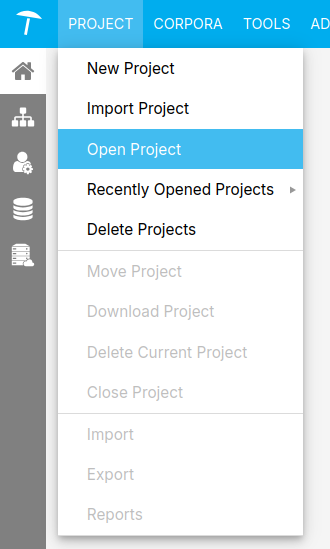 PROJECT CORPORA TOOLS AD
New Project
Import Project
Open Project
Recently Opened Projects
Delete Projects
Move Project
Download Project
Delete Current Project
Close Project
Import
Export
Reports